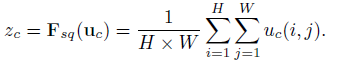 $$z_c = \mathbf{F}_{sq}(\mathbf{u}_c) = \frac{1}{H \times W} \sum_{i=1}^{H} \sum_{j=1}^{W} u_c(i,j).$$